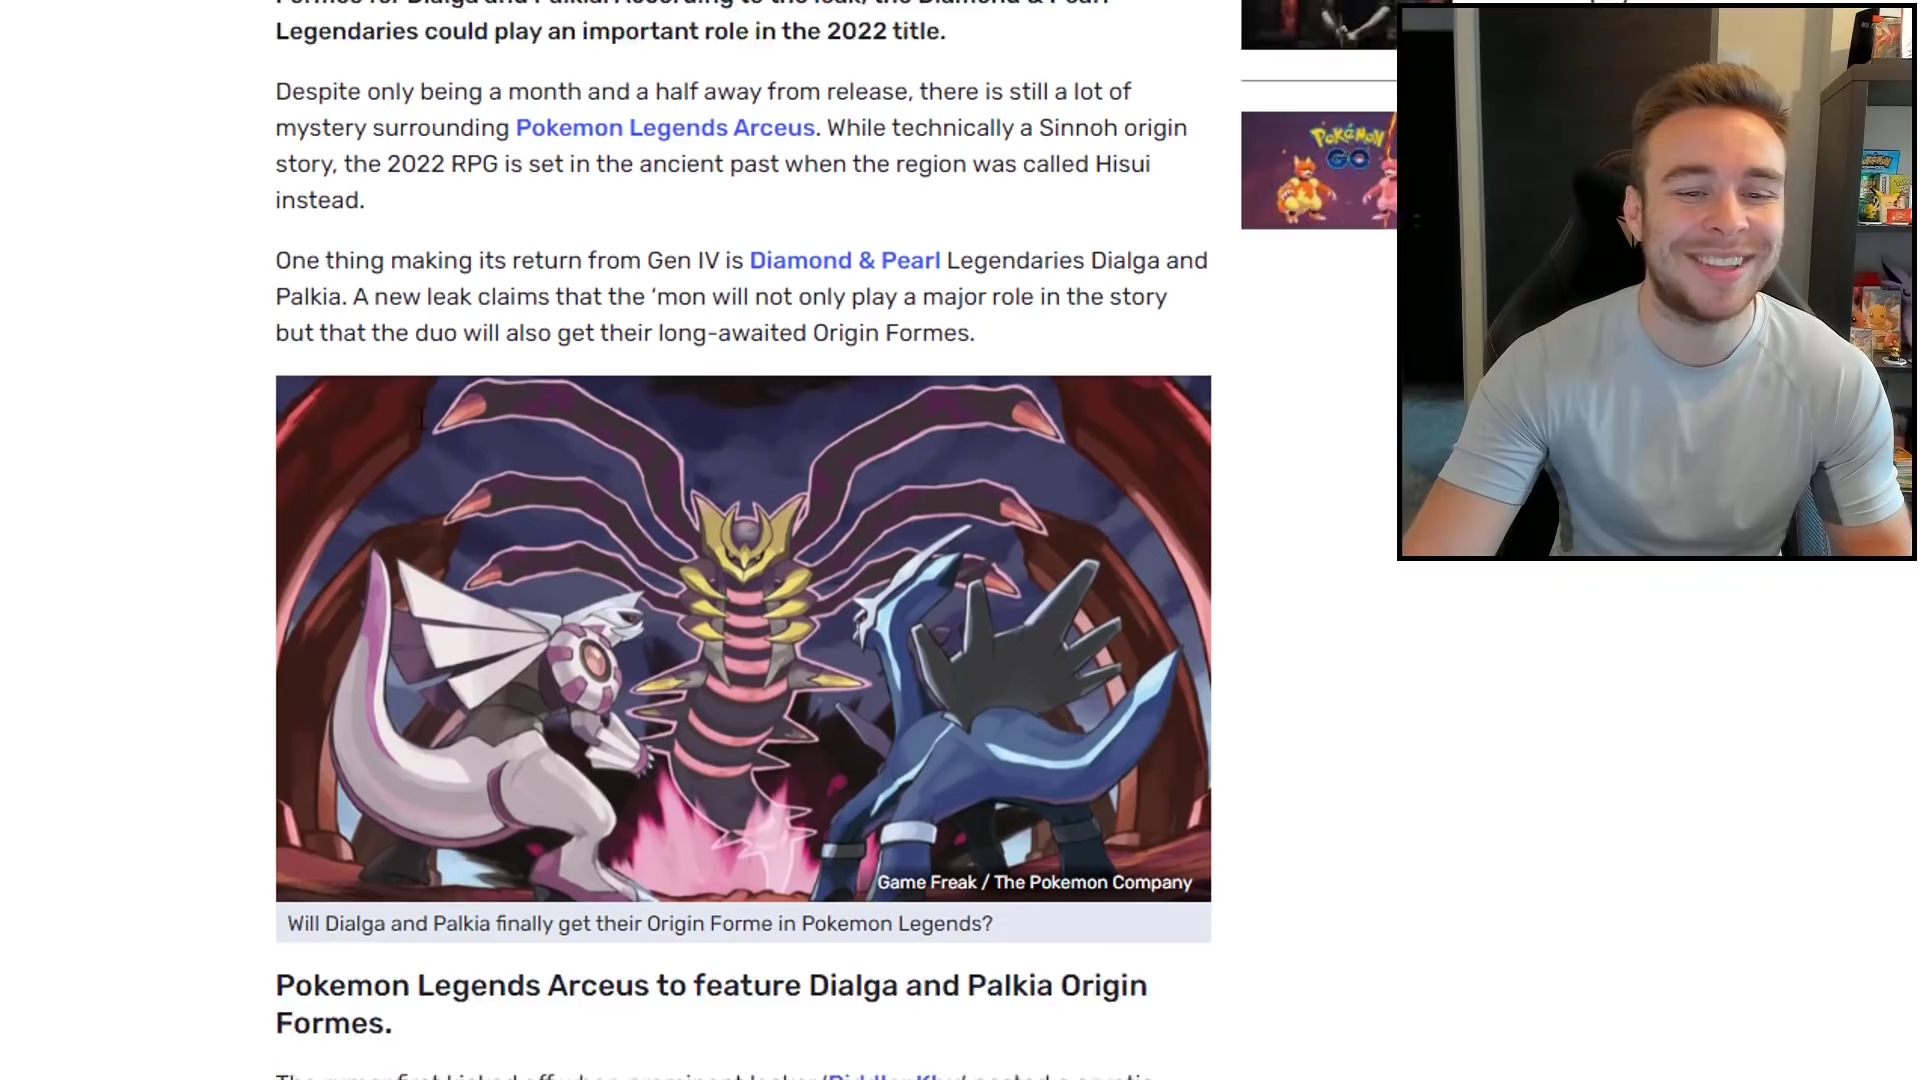 Legendaries could play an important role in the 2022 title.
Despite only being a month and a half away from release, there is still a lot of
mystery surrounding Pokemon Legends Arceus. While technically a Sinnoh origin
story, the 2022 RPG is set in the ancient past when the region was called Hisui
instead.
POKÉMON
GO
One thing making its return from Gen IV is Diamond & Pearl Legendaries Dialga and
Palkia. A new leak claims that the ‘mon will not only play a major role in the story
but that the duo will also get their long-awaited Origin Formes.
Game Freak / The Pokemon Company
Will Dialga and Palkia finally get their Origin Forme in Pokemon Legends?
Pokemon Legends Arceus to feature Dialga and Palkia Origin
Formes.